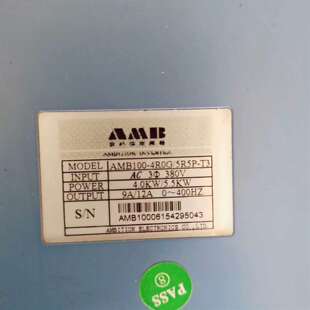 AMB
AMBITION INVERTER
MODEL AMB100-4R0G/5R5P-T3
INPUT AC 3Φ 380V
POWER 4.0KW/5.5KW
OUTPUT 9A/12A 0~400HZ
S/N
AMB10006154295043
AMBITION ELECTRONICS CO.,LTD.
8
PASS